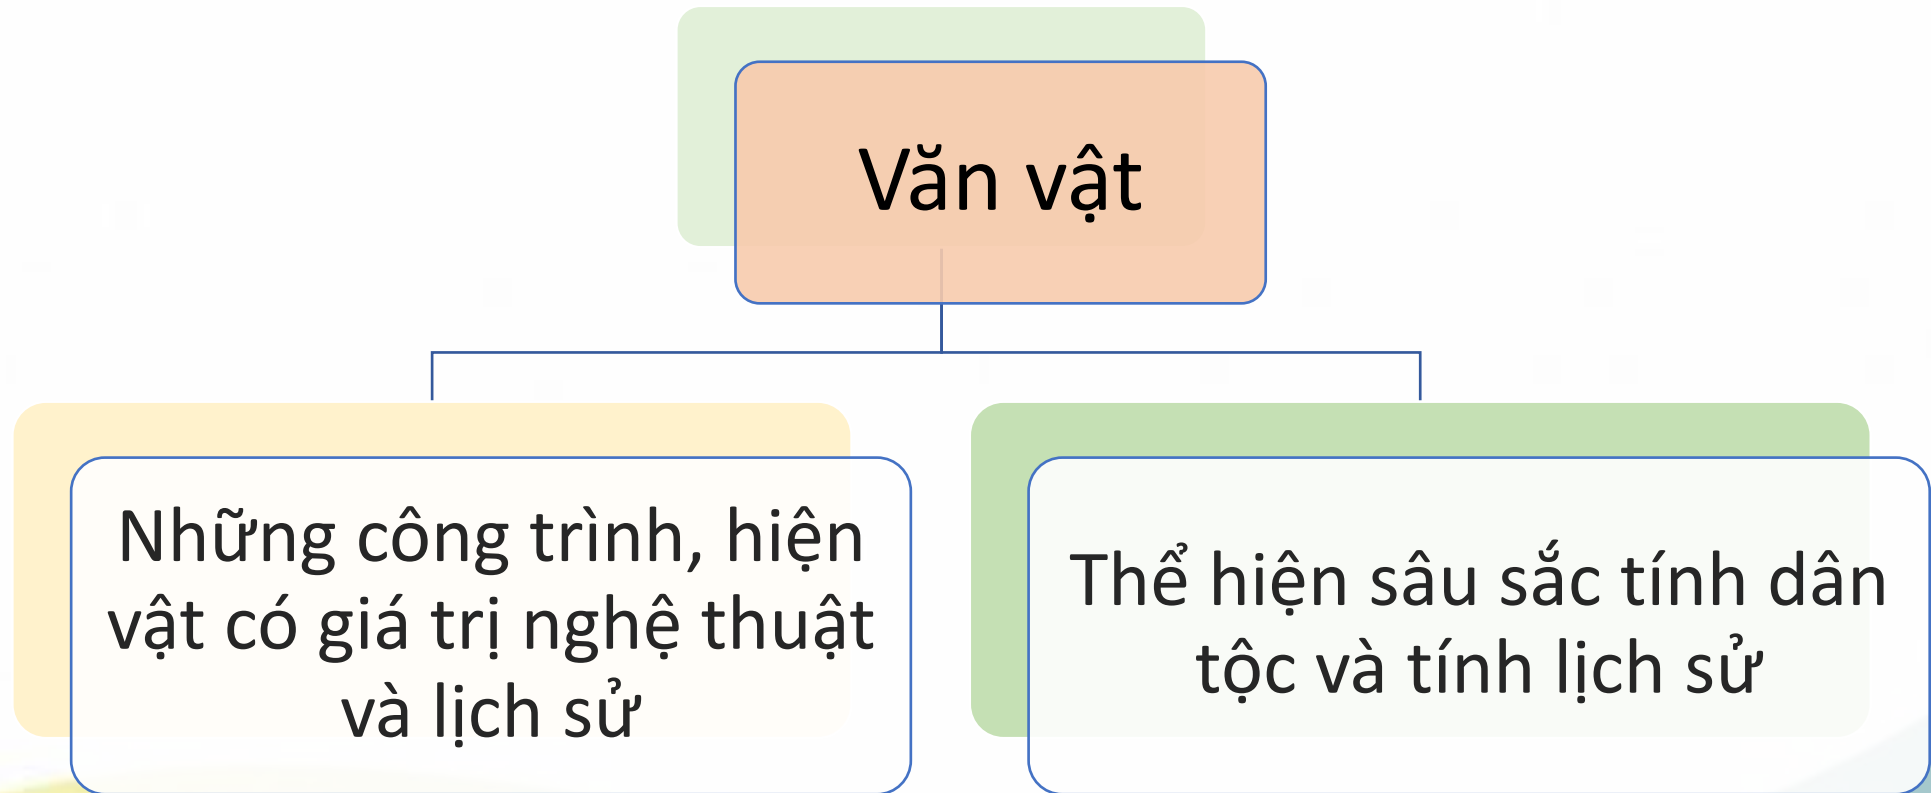 Văn vật
Những công trình, hiện
vật có giá trị nghệ thuật
và lịch sử
Thể hiện sâu sắc tính dân
tộc và tính lịch sử